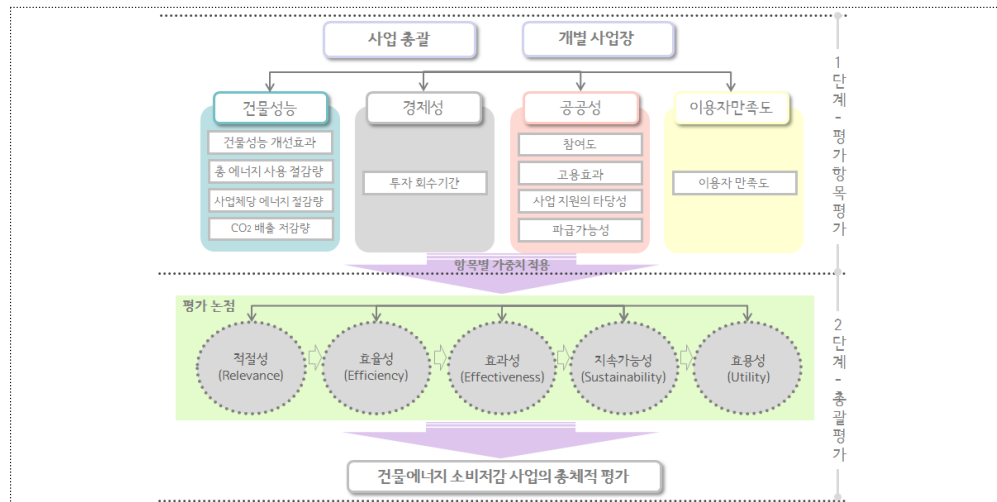 사업 총괄
개별 사업장
건물성능
경제성
공공성
이용자만족도
건물성능 개선효과
총 에너지 사용 절감량
사업체당 에너지 절감량
CO2 배출 저감량
투자 회수기간
참여도
고용효과
사업 지원의 타당성
파급가능성
이용자 만족도
1단계-평가항목평가
항목별 가중치 적용
평가 논점
적절성
(Relevance)
효율성
(Efficiency)
효과성
(Effectiveness)
지속가능성
(Sustainability)
효용성
(Utility)
2단계-총괄평가
건물에너지 소비저감 사업의 총체적 평가